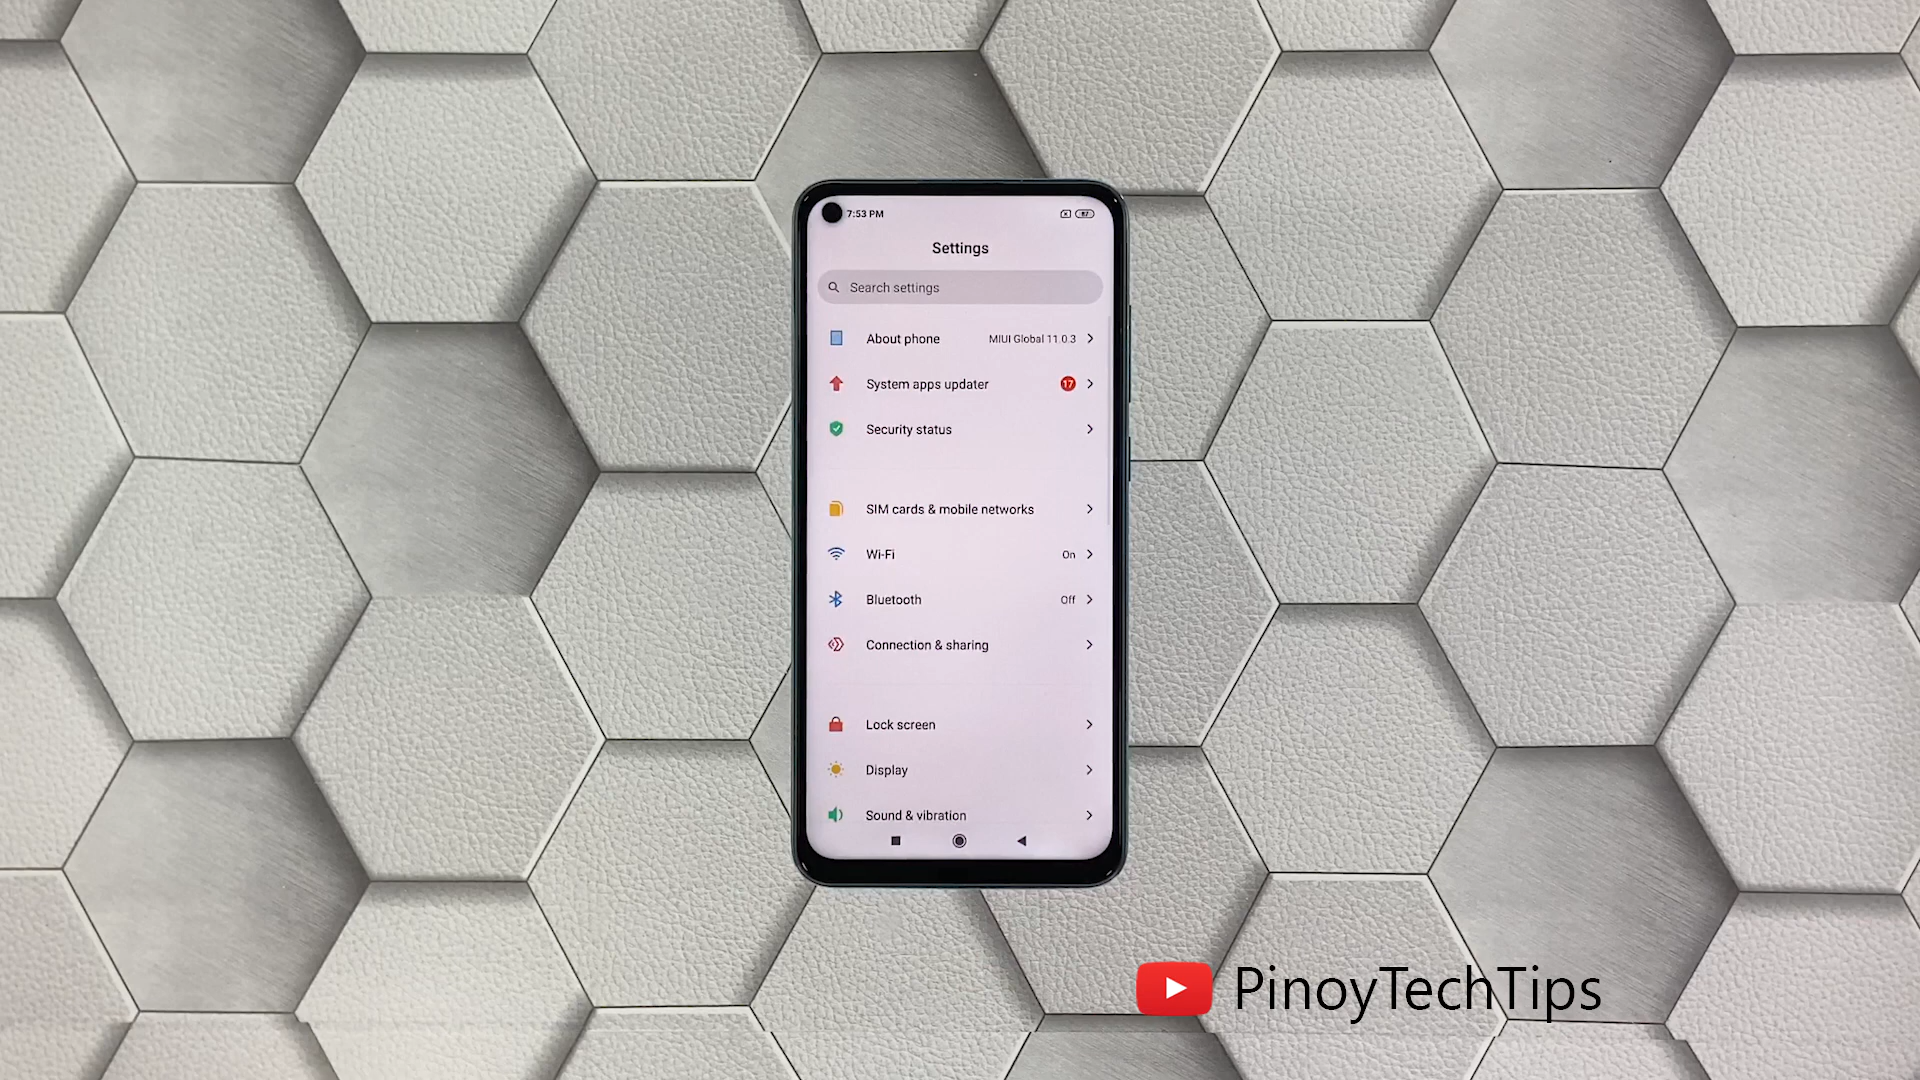 7:53 PM 87
Settings
Search settings
About phone MIUI Global 11.0.3
System apps updater 17
Security status
SIM cards & mobile networks
Wi-Fi On
Bluetooth Off
Connection & sharing
Lock screen
Display
Sound & vibration
PinoyTechTips